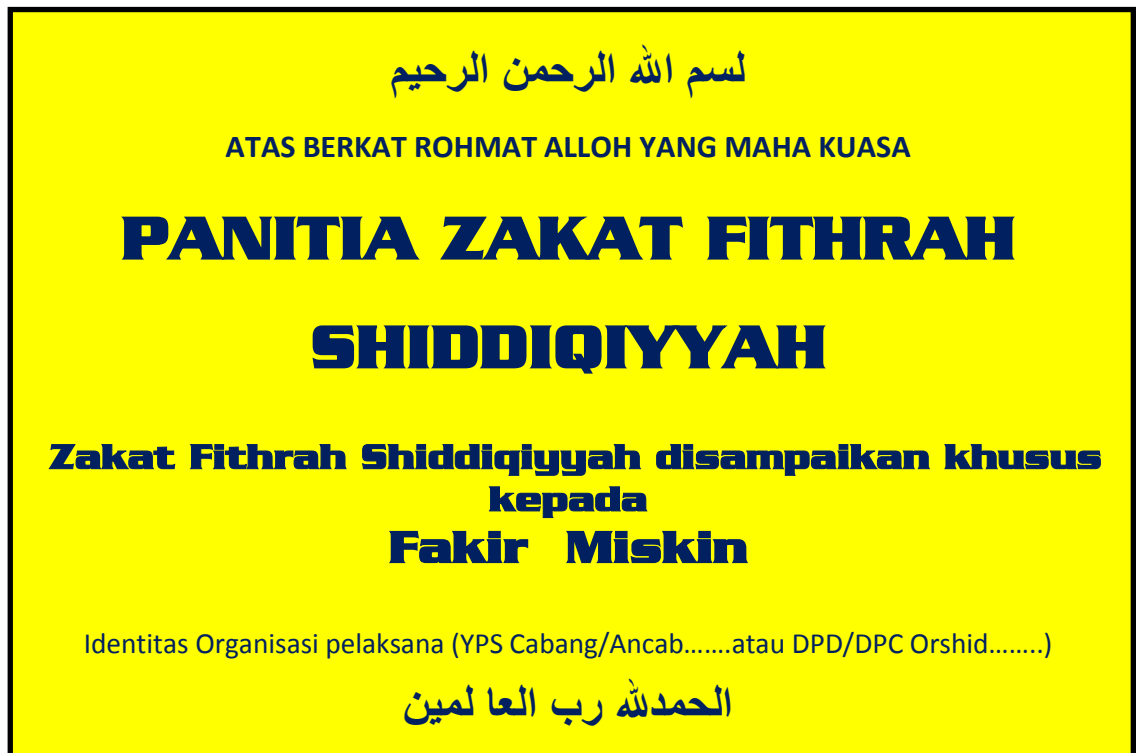 لسم الله الرحمن الرحيم
ATAS BERKAT ROHMAT ALLOH YANG MAHA KUASA
PANITIA ZAKAT FITHRAH
SHIDDIQIYYAH
Zakat Fithrah Shiddiqiyyah disampaikan khusus
kepada
Fakir Miskin
Identitas Organisasi pelaksana (YPS Cabang/Ancab…….atau DPD/DPC Orshid……..)
الحمدلله رب العا لمين